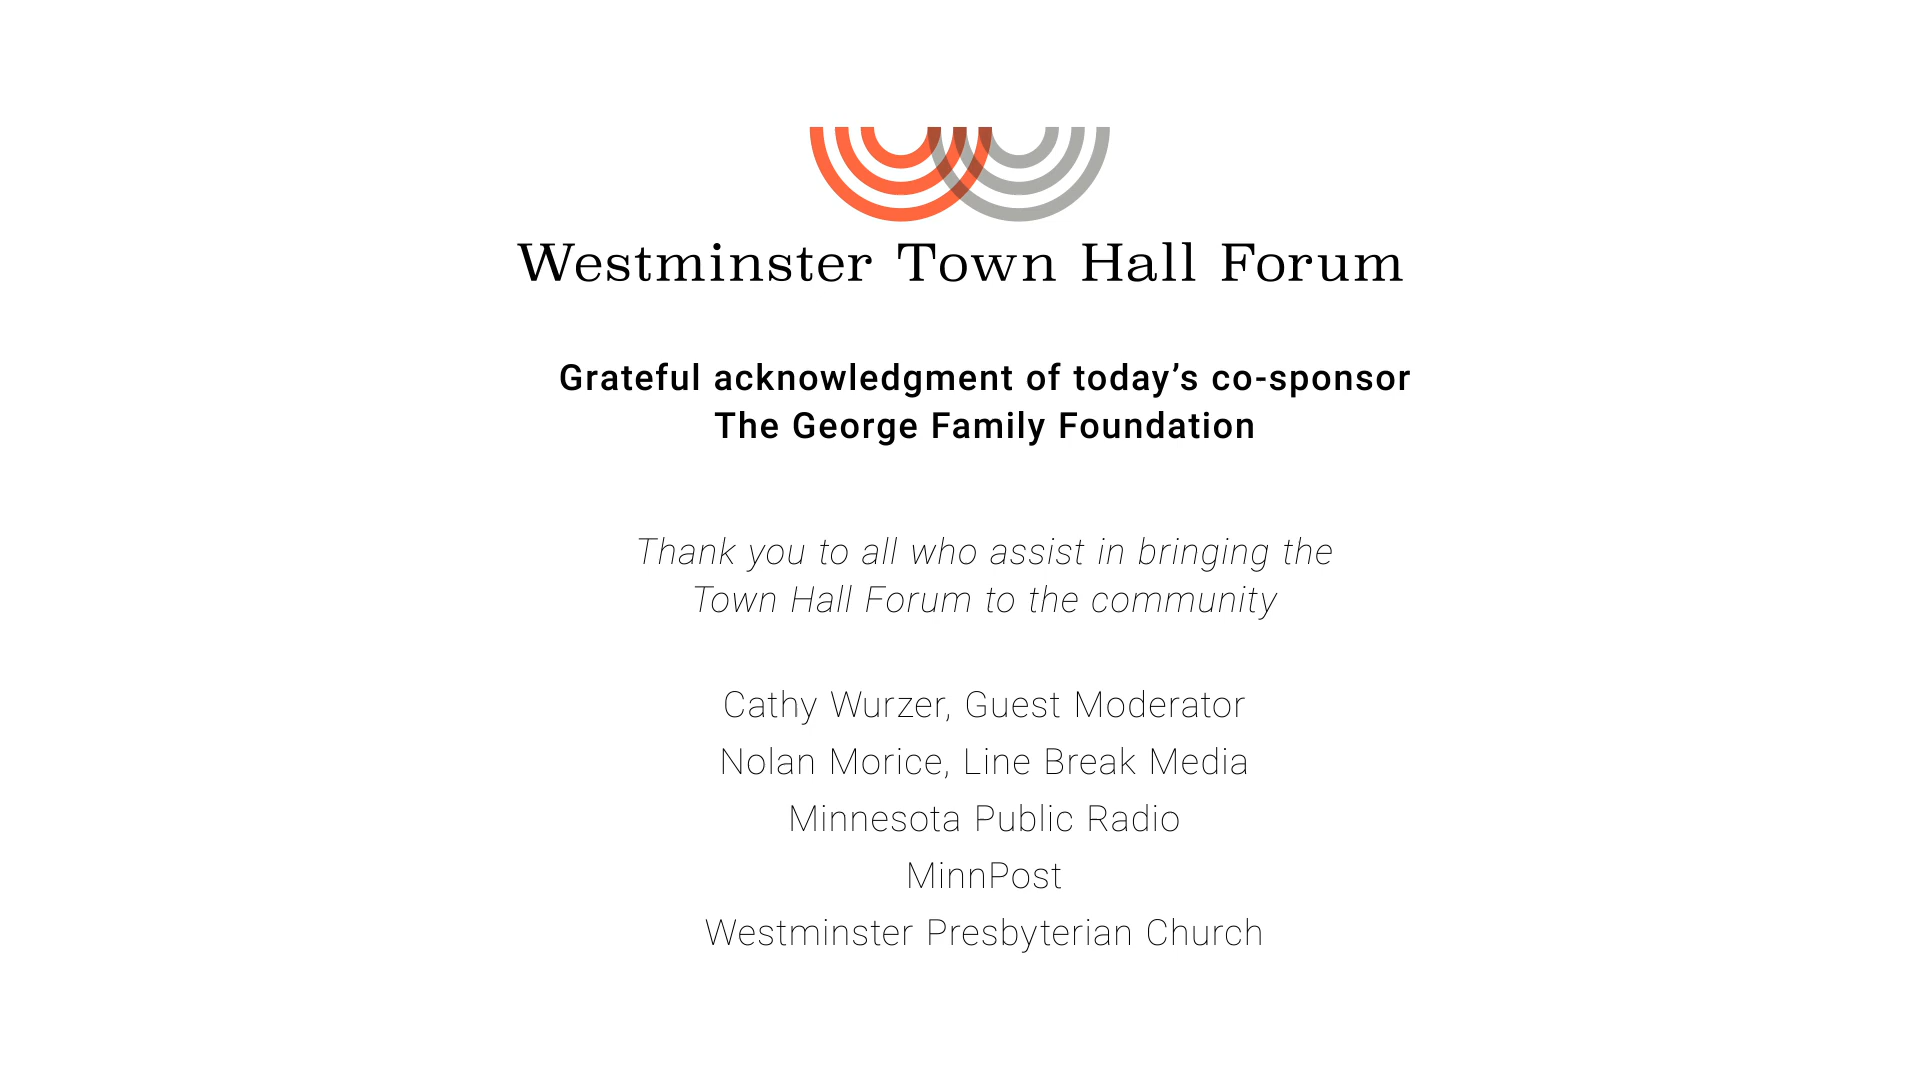 Westminster Town Hall Forum
Grateful acknowledgment of today’s co-sponsor
The George Family Foundation
Thank you to all who assist in bringing the
Town Hall Forum to the community
Cathy Wurzer, Guest Moderator
Nolan Morice, Line Break Media
Minnesota Public Radio
MinnPost
Westminster Presbyterian Church